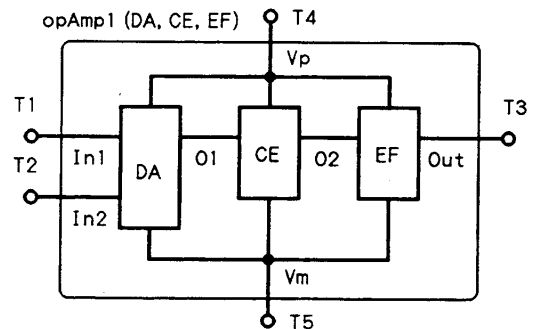 opAmp1 (DA, CE, EF)
T4
Vp
T1
T3
T2
In1
DA
O1
CE
O2
EF
Out
In2
Vm
T5